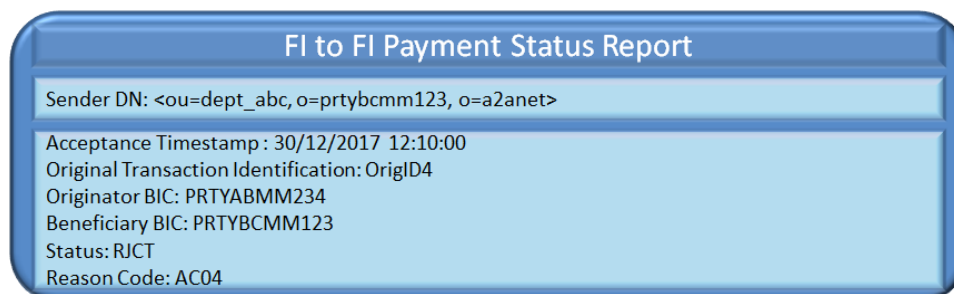 FI to FI Payment Status Report
Sender DN: <ou=dept_abc, o=prtybcmm123, o=a2anet>
Acceptance Timestamp : 30/12/2017 12:10:00
Original Transaction Identification: OrigID4
Originator BIC: PRTYABMM234
Beneficiary BIC: PRTYBCMM123
Status: RJCT
Reason Code: AC04